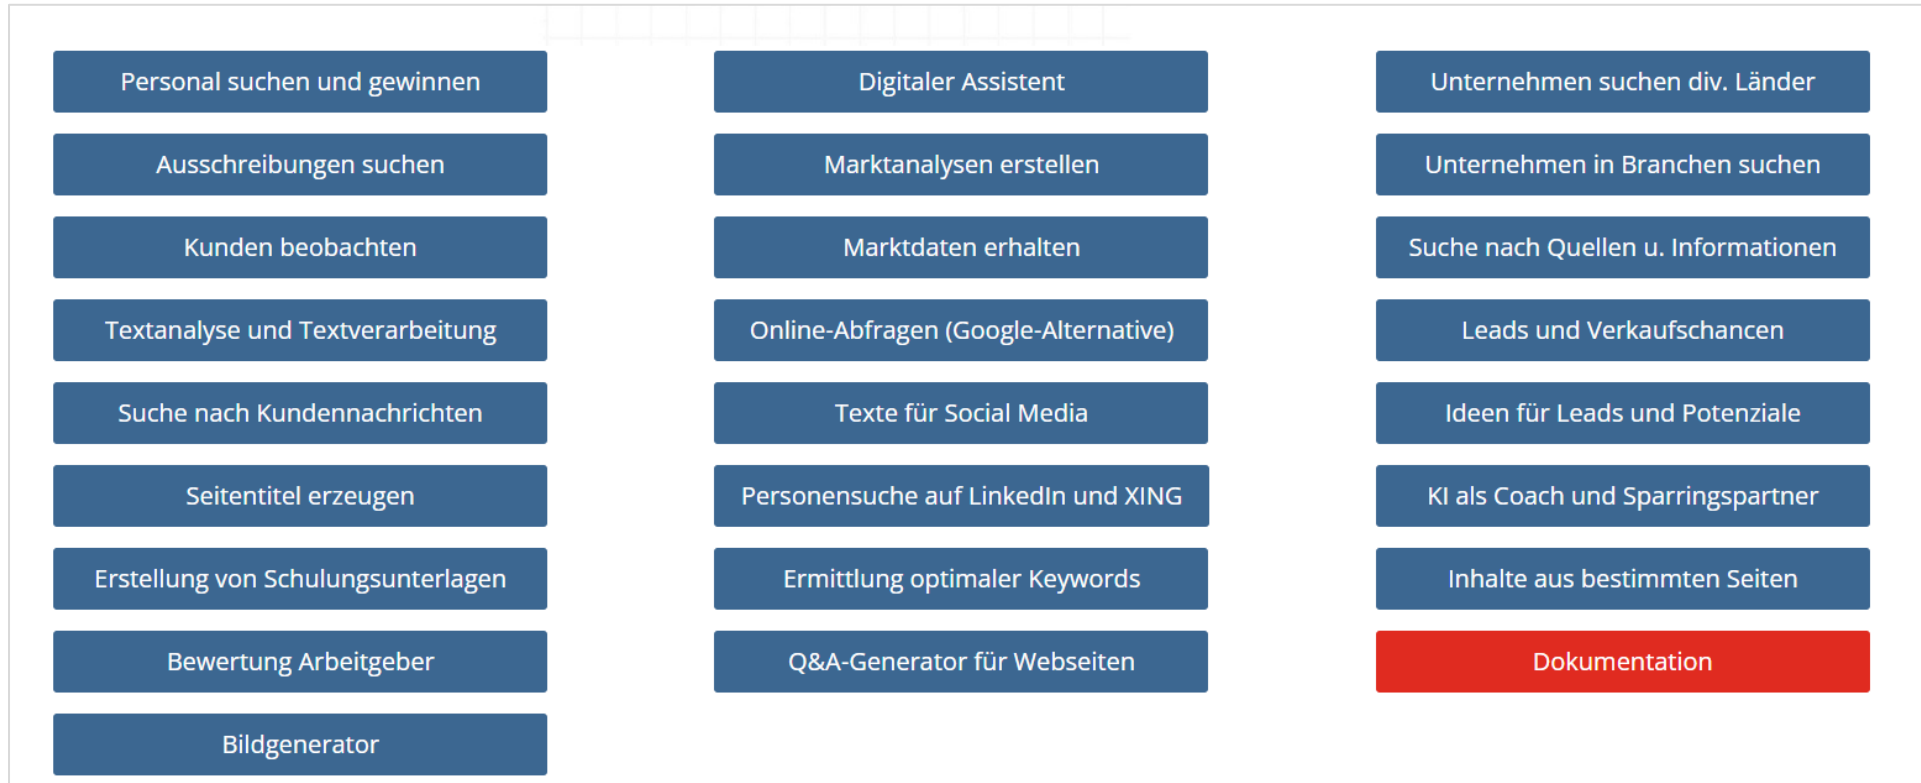 Personal suchen und gewinnen
Digitaler Assistent
Unternehmen suchen div. Länder
Ausschreibungen suchen
Marktanalysen erstellen
Unternehmen in Branchen suchen
Kunden beobachten
Marktdaten erhalten
Suche nach Quellen u. Informationen
Textanalyse und Textverarbeitung
Online-Abfragen (Google-Alternative)
Leads und Verkaufschancen
Suche nach Kundennachrichten
Texte für Social Media
Ideen für Leads und Potenziale
Seitentitel erzeugen
Personensuche auf LinkedIn und XING
KI als Coach und Sparringspartner
Erstellung von Schulungsunterlagen
Ermittlung optimaler Keywords
Inhalte aus bestimmten Seiten
Bewertung Arbeitgeber
Q&A-Generator für Webseiten
Dokumentation
Bildgenerator